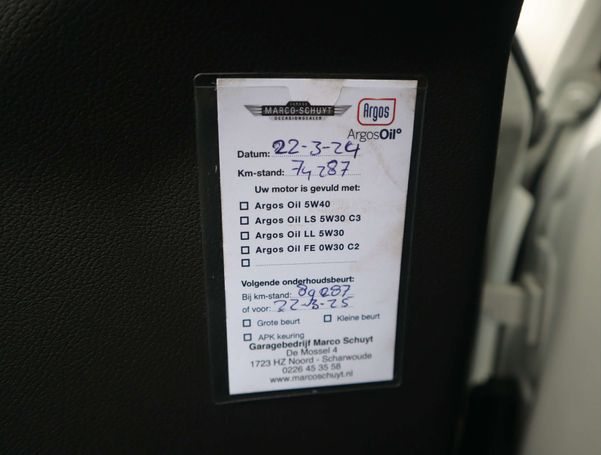 GARAGE
MARCO SCHUYT
OCCASIONDEALER
Argos
ArgosOil°
Datum: 22-3-24
Km-stand: 74287
Uw motor is gevuld met:
Argos Oil 5W40
Argos Oil LS 5W30 C3
Argos Oil LL 5W30
Argos Oil FE 0W30 C2
Volgende onderhoudsbeurt:
Bij km-stand: 89287
of voor: 22-3-25
Grote beurt Kleine beurt
APK keuring
Garagebedrijf Marco Schuyt
De Mossel 4
1723 HZ Noord - Scharwoude
0226 45 35 58
www.marcoschuyt.nl